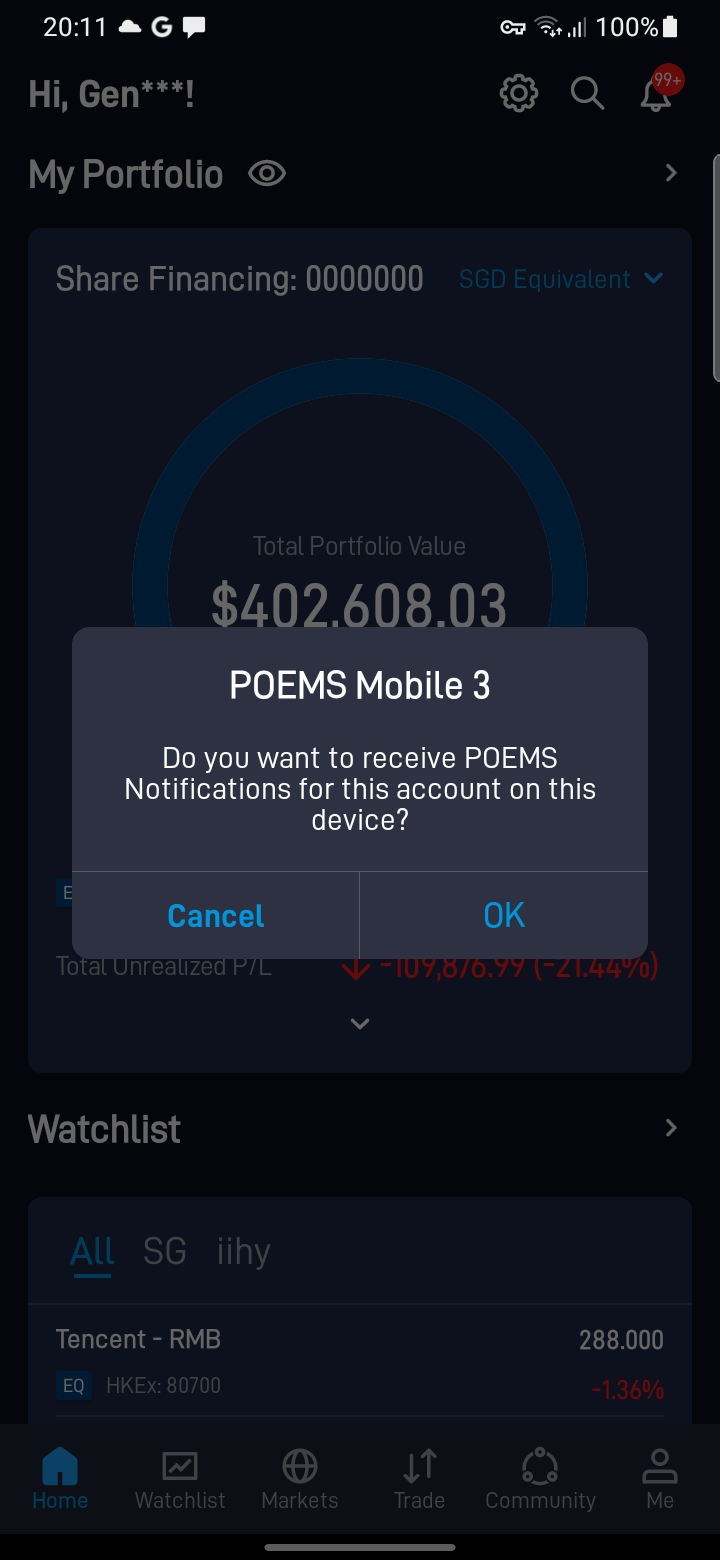 20:11
100%
Hi, Gen***!
99+
My Portfolio
Share Financing: 0000000
SGD Equivalent
Total Portfolio Value
$402,608.03
POEMS Mobile 3
Do you want to receive POEMS
Notifications for this account on this
device?
Cancel
OK
Total Unrealized P/L
-109,876.99 (-21.44%)
Watchlist
All
SG
iihy
Tencent - RMB
288.000
EQ
HKEx: 80700
-1.36%
Home
Watchlist
Markets
Trade
Community
Me